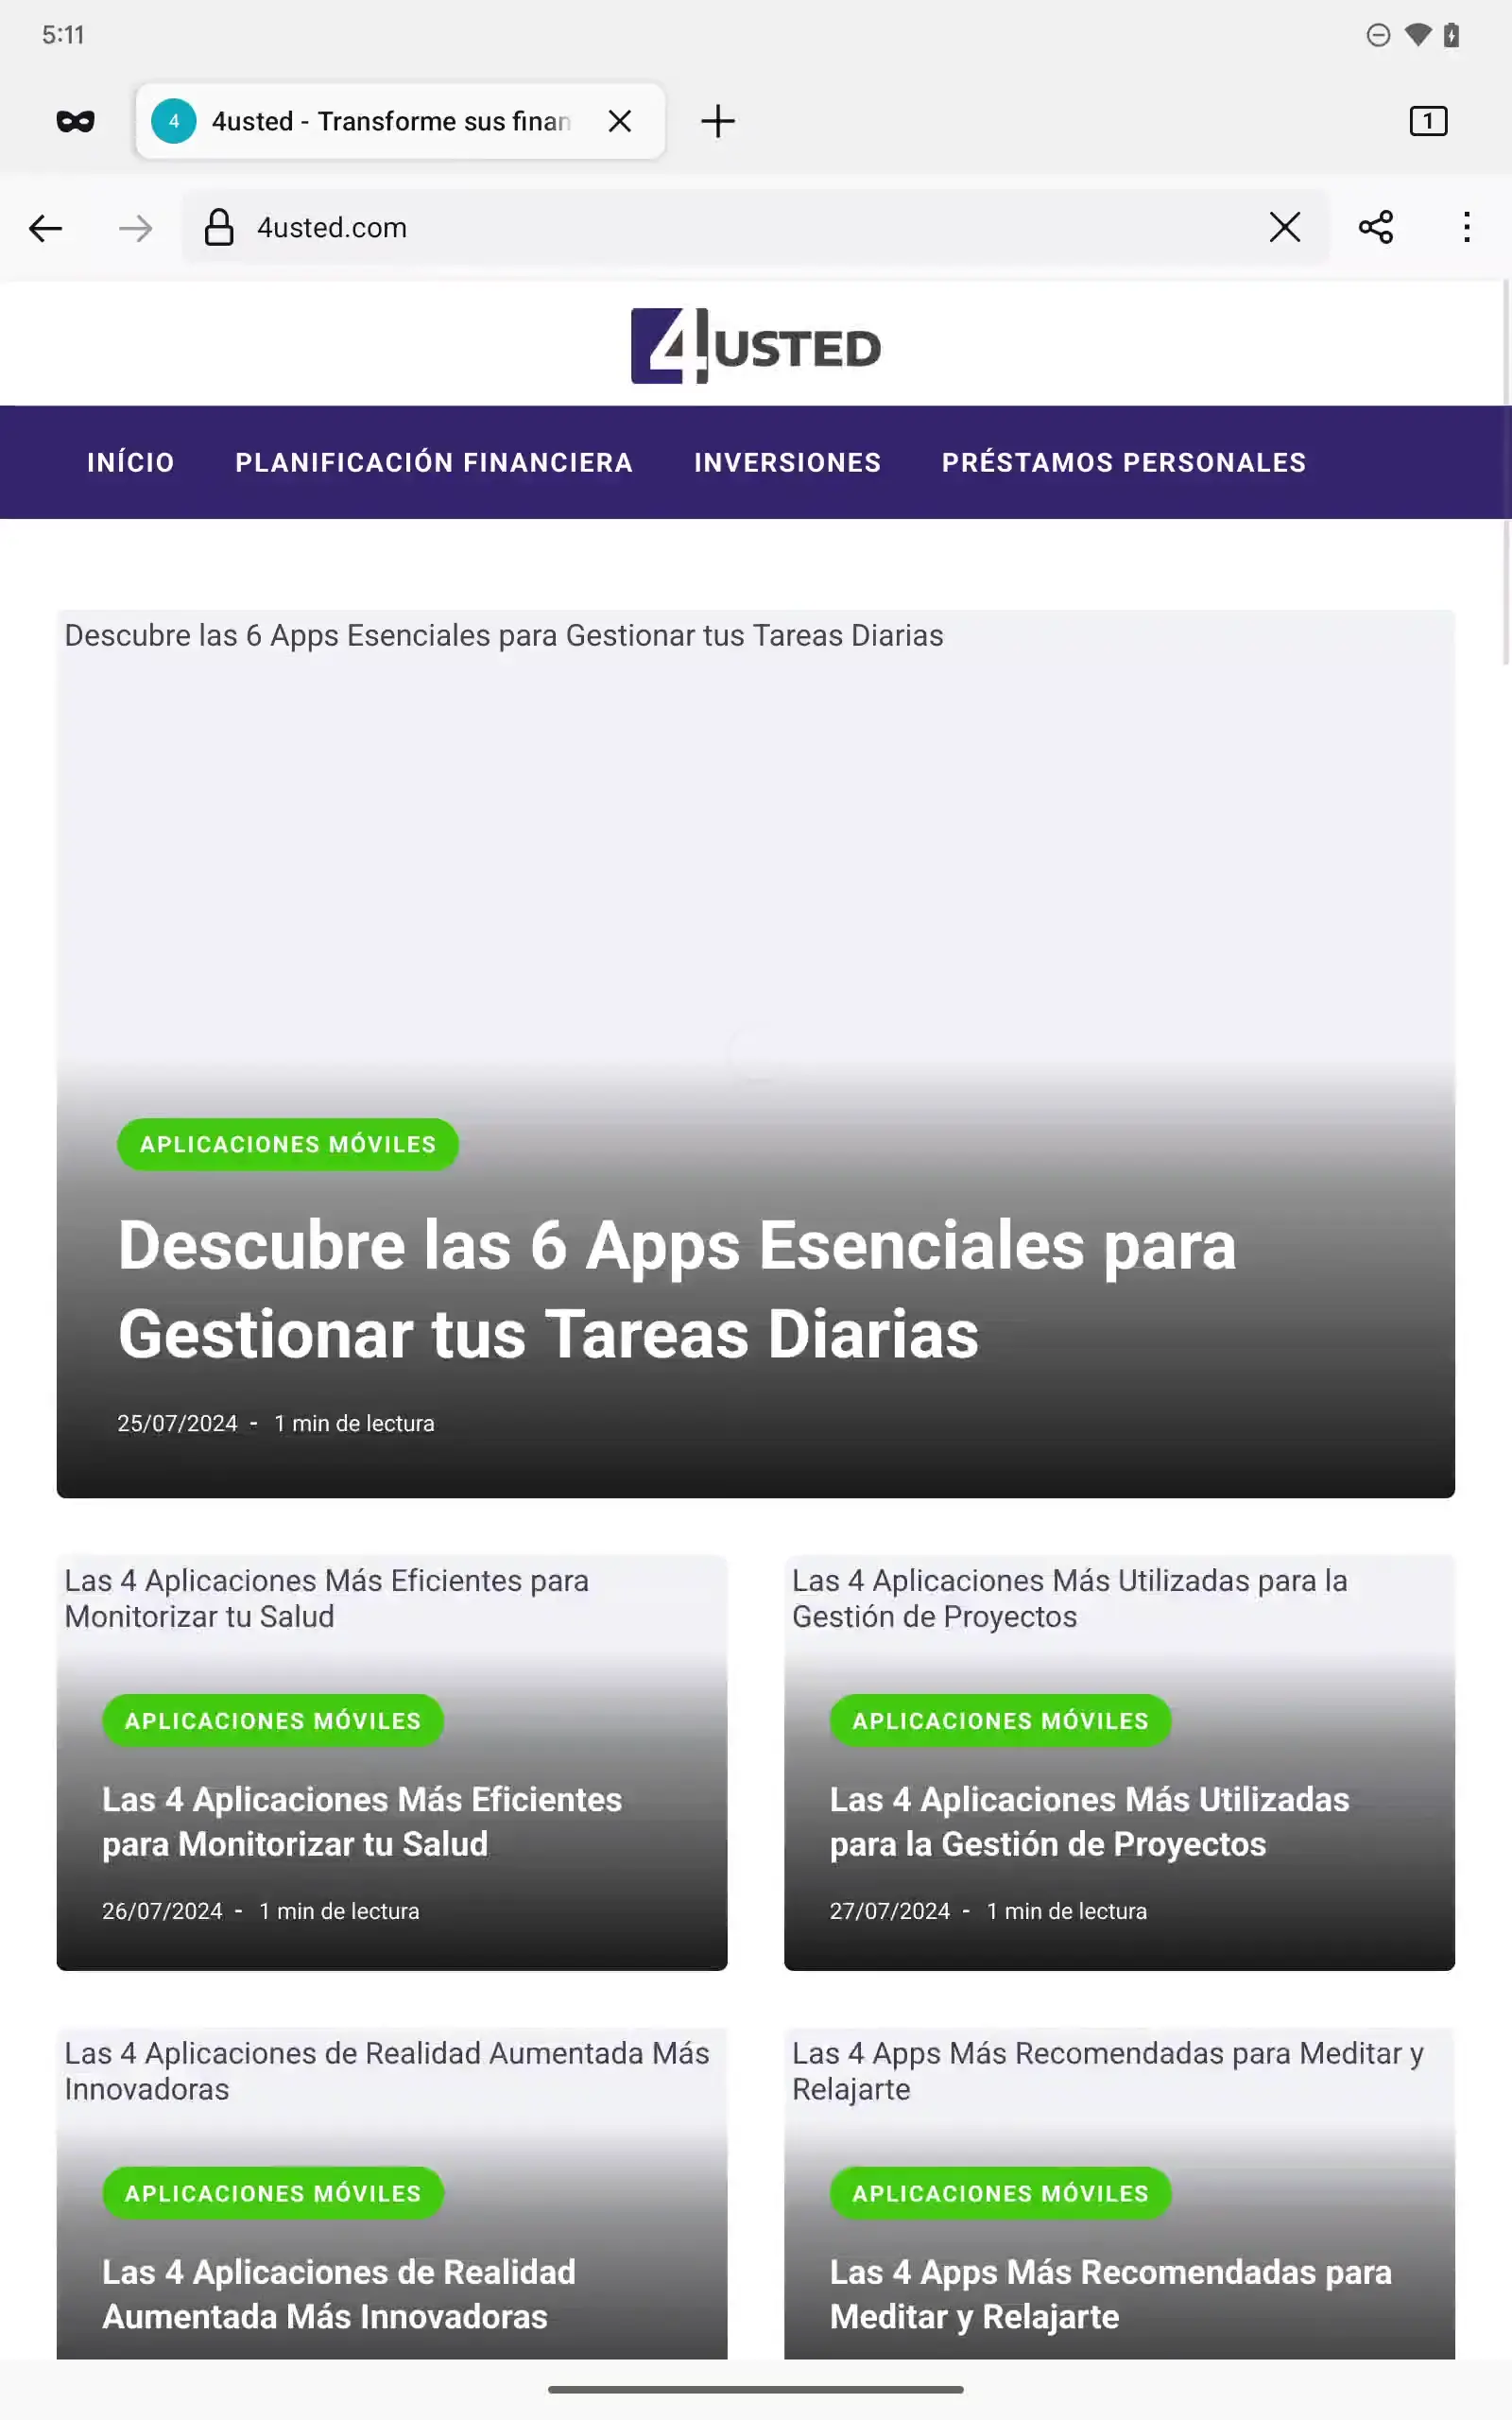 5:11
4
4usted - Transforme sus finan
1
4usted.com
4USTED
INÍCIO
PLANIFICACIÓN FINANCIERA
INVERSIONES
PRÉSTAMOS PERSONALES
Descubre las 6 Apps Esenciales para Gestionar tus Tareas Diarias
APLICACIONES MÓVILES
Descubre las 6 Apps Esenciales para
Gestionar tus Tareas Diarias
25/07/2024 - 1 min de lectura
Las 4 Aplicaciones Más Eficientes para
Monitorizar tu Salud
APLICACIONES MÓVILES
Las 4 Aplicaciones Más Eficientes
para Monitorizar tu Salud
26/07/2024 - 1 min de lectura
Las 4 Aplicaciones Más Utilizadas para la
Gestión de Proyectos
APLICACIONES MÓVILES
Las 4 Aplicaciones Más Utilizadas
para la Gestión de Proyectos
27/07/2024 - 1 min de lectura
Las 4 Aplicaciones de Realidad Aumentada Más
Innovadoras
APLICACIONES MÓVILES
Las 4 Aplicaciones de Realidad
Aumentada Más Innovadoras
Las 4 Apps Más Recomendadas para Meditar y
Relajarte
APLICACIONES MÓVILES
Las 4 Apps Más Recomendadas para
Meditar y Relajarte